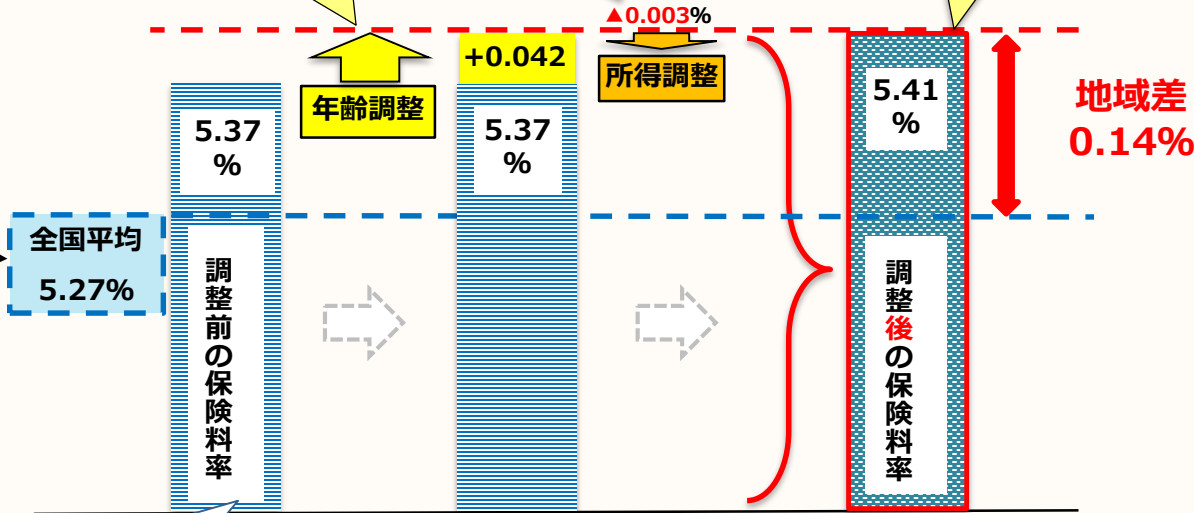 ▲0.003%
年齢調整
+0.042
所得調整
5.37
%
5.37
%
5.41
%
地域差
0.14%
全国平均
5.27%
調整前の保険料率
調整後の保険料率